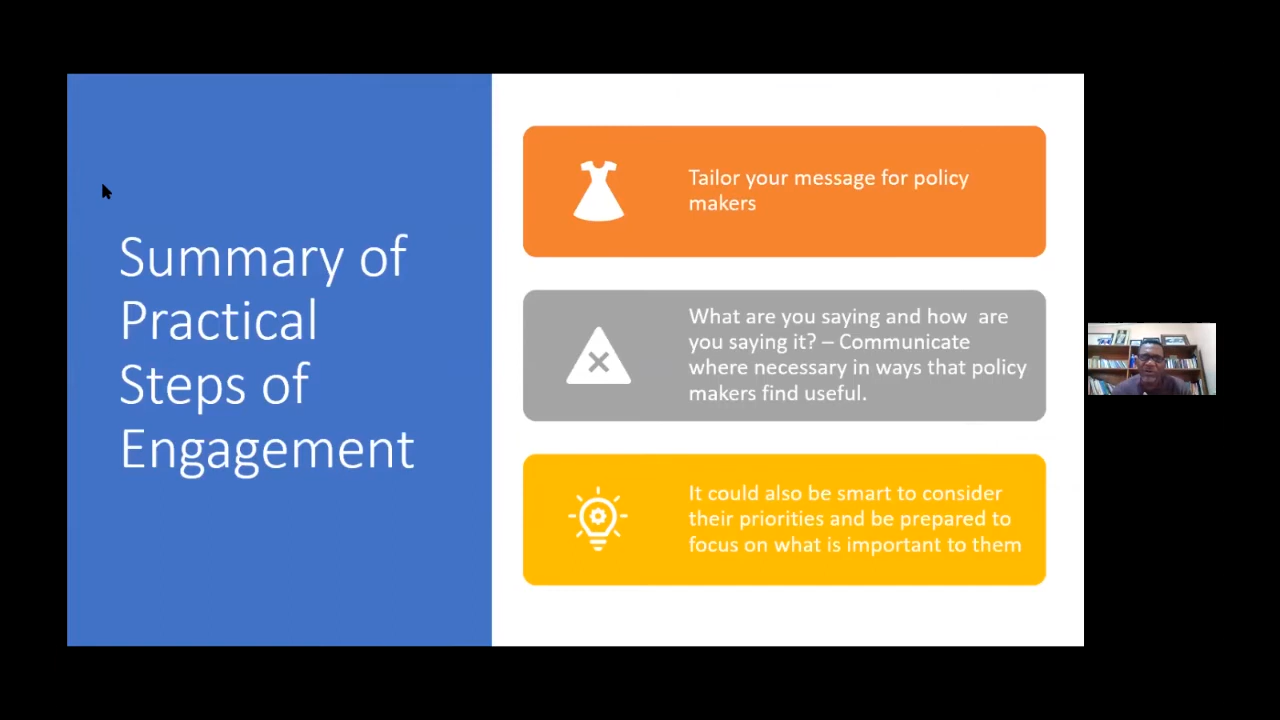 Summary of
Practical
Steps of
Engagement
Tailor your message for policy
makers
What are you saying and how  are
you saying it? – Communicate
where necessary in ways that policy
makers find useful.
It could also be smart to consider
their priorities and be prepared to
focus on what is important to them